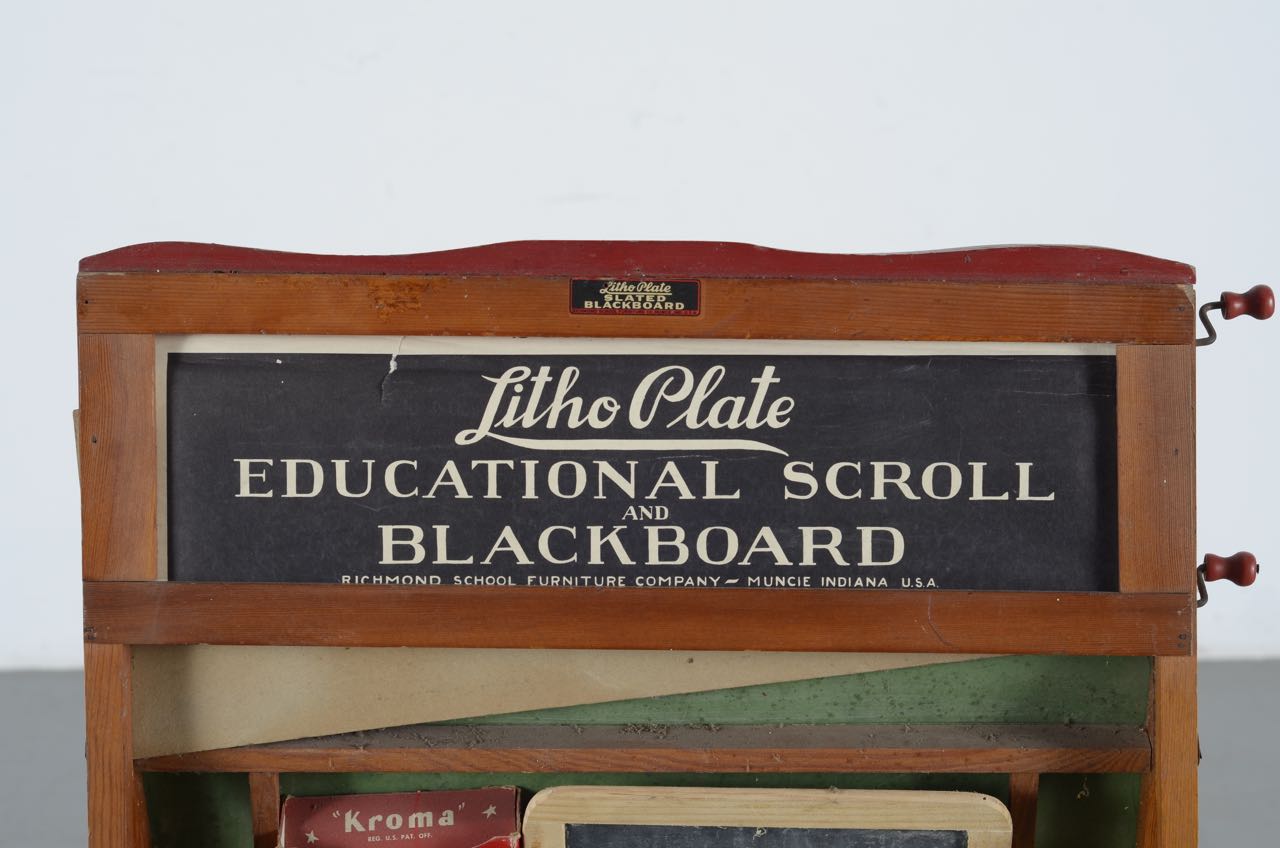 Litho Plate
SLATED
BLACKBOARD
Litho Plate
EDUCATIONAL SCROLL
AND
BLACKBOARD
RICHMOND SCHOOL FURNITURE COMPANY – MUNCIE INDIANA U.S.A.
"Kroma"
REG. U.S. PAT. OFF.